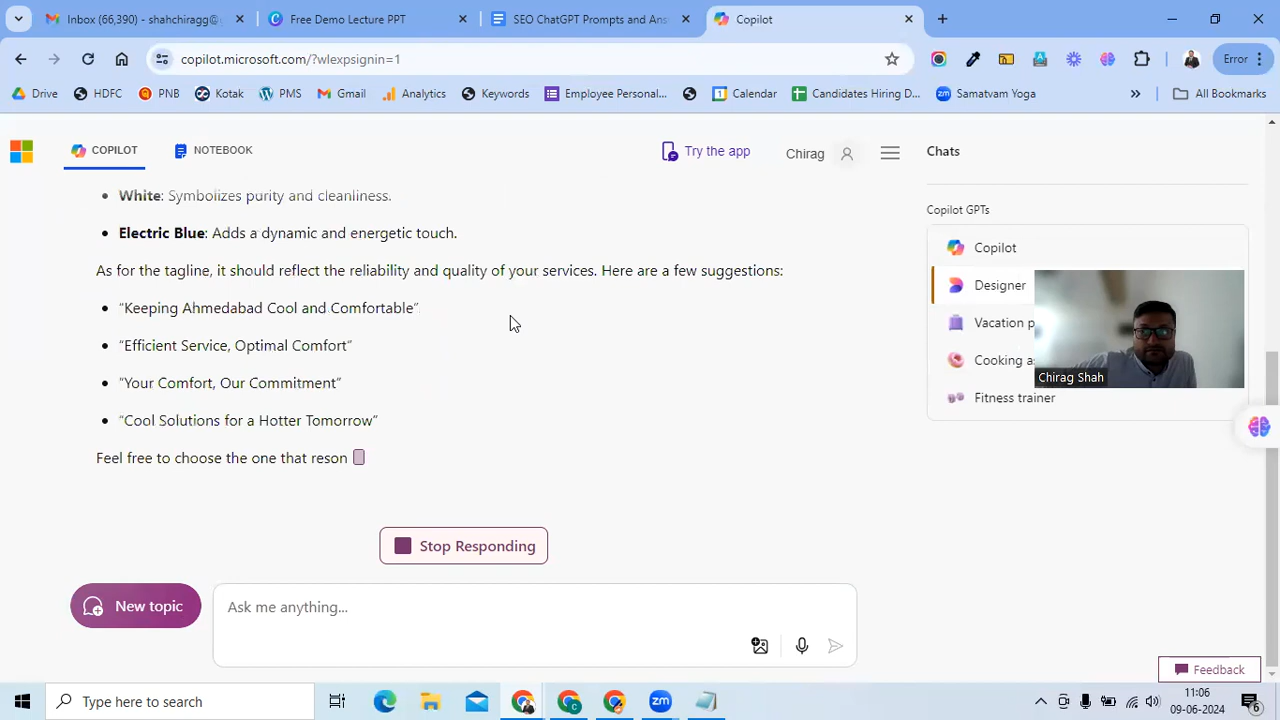 Inbox (66,390) - shahchiragg@
Free Demo Lecture PPT
SEO ChatGPT Prompts and Ans
Copilot
copilot.microsoft.com/?wlexpsignin=1
Error
Drive
HDFC
PNB
Kotak
PMS
Gmail
Analytics
Keywords
Employee Personal...
Calendar
Candidates Hiring D...
Samatvam Yoga
All Bookmarks
COPILOT
NOTEBOOK
Try the app
Chirag
Chats
White: Symbolizes purity and cleanliness.
Electric Blue: Adds a dynamic and energetic touch.
As for the tagline, it should reflect the reliability and quality of your services. Here are a few suggestions:
“Keeping Ahmedabad Cool and Comfortable”
“Efficient Service, Optimal Comfort”
“Your Comfort, Our Commitment”
“Cool Solutions for a Hotter Tomorrow”
Feel free to choose the one that reson
Copilot GPTs
Copilot
Designer
Vacation p
Cooking a
Fitness trainer
Chirag Shah
Stop Responding
New topic
Ask me anything...
Feedback
Type here to search
11:06
09-06-2024
6